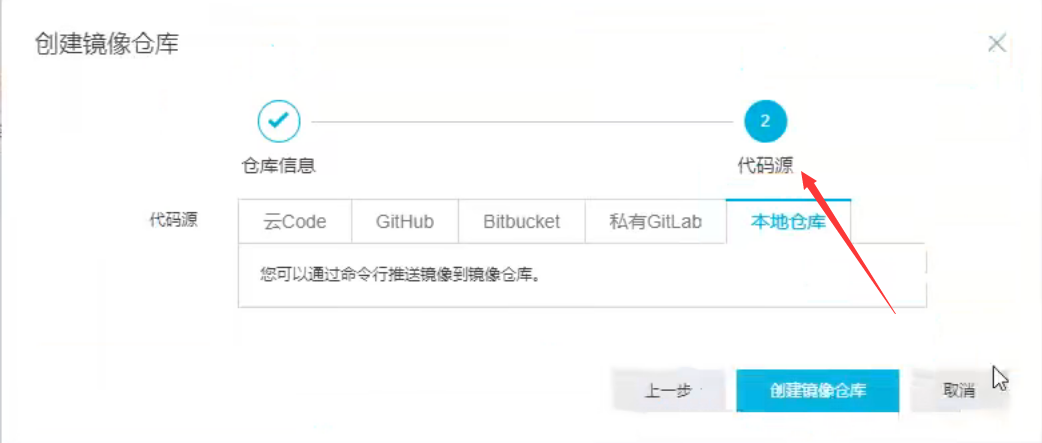 创建镜像仓库
2
仓库信息 代码源
代码源 云Code GitHub Bitbucket 私有GitLab 本地仓库
您可以通过命令行推送镜像到镜像仓库。
上一步 创建镜像仓库 取消